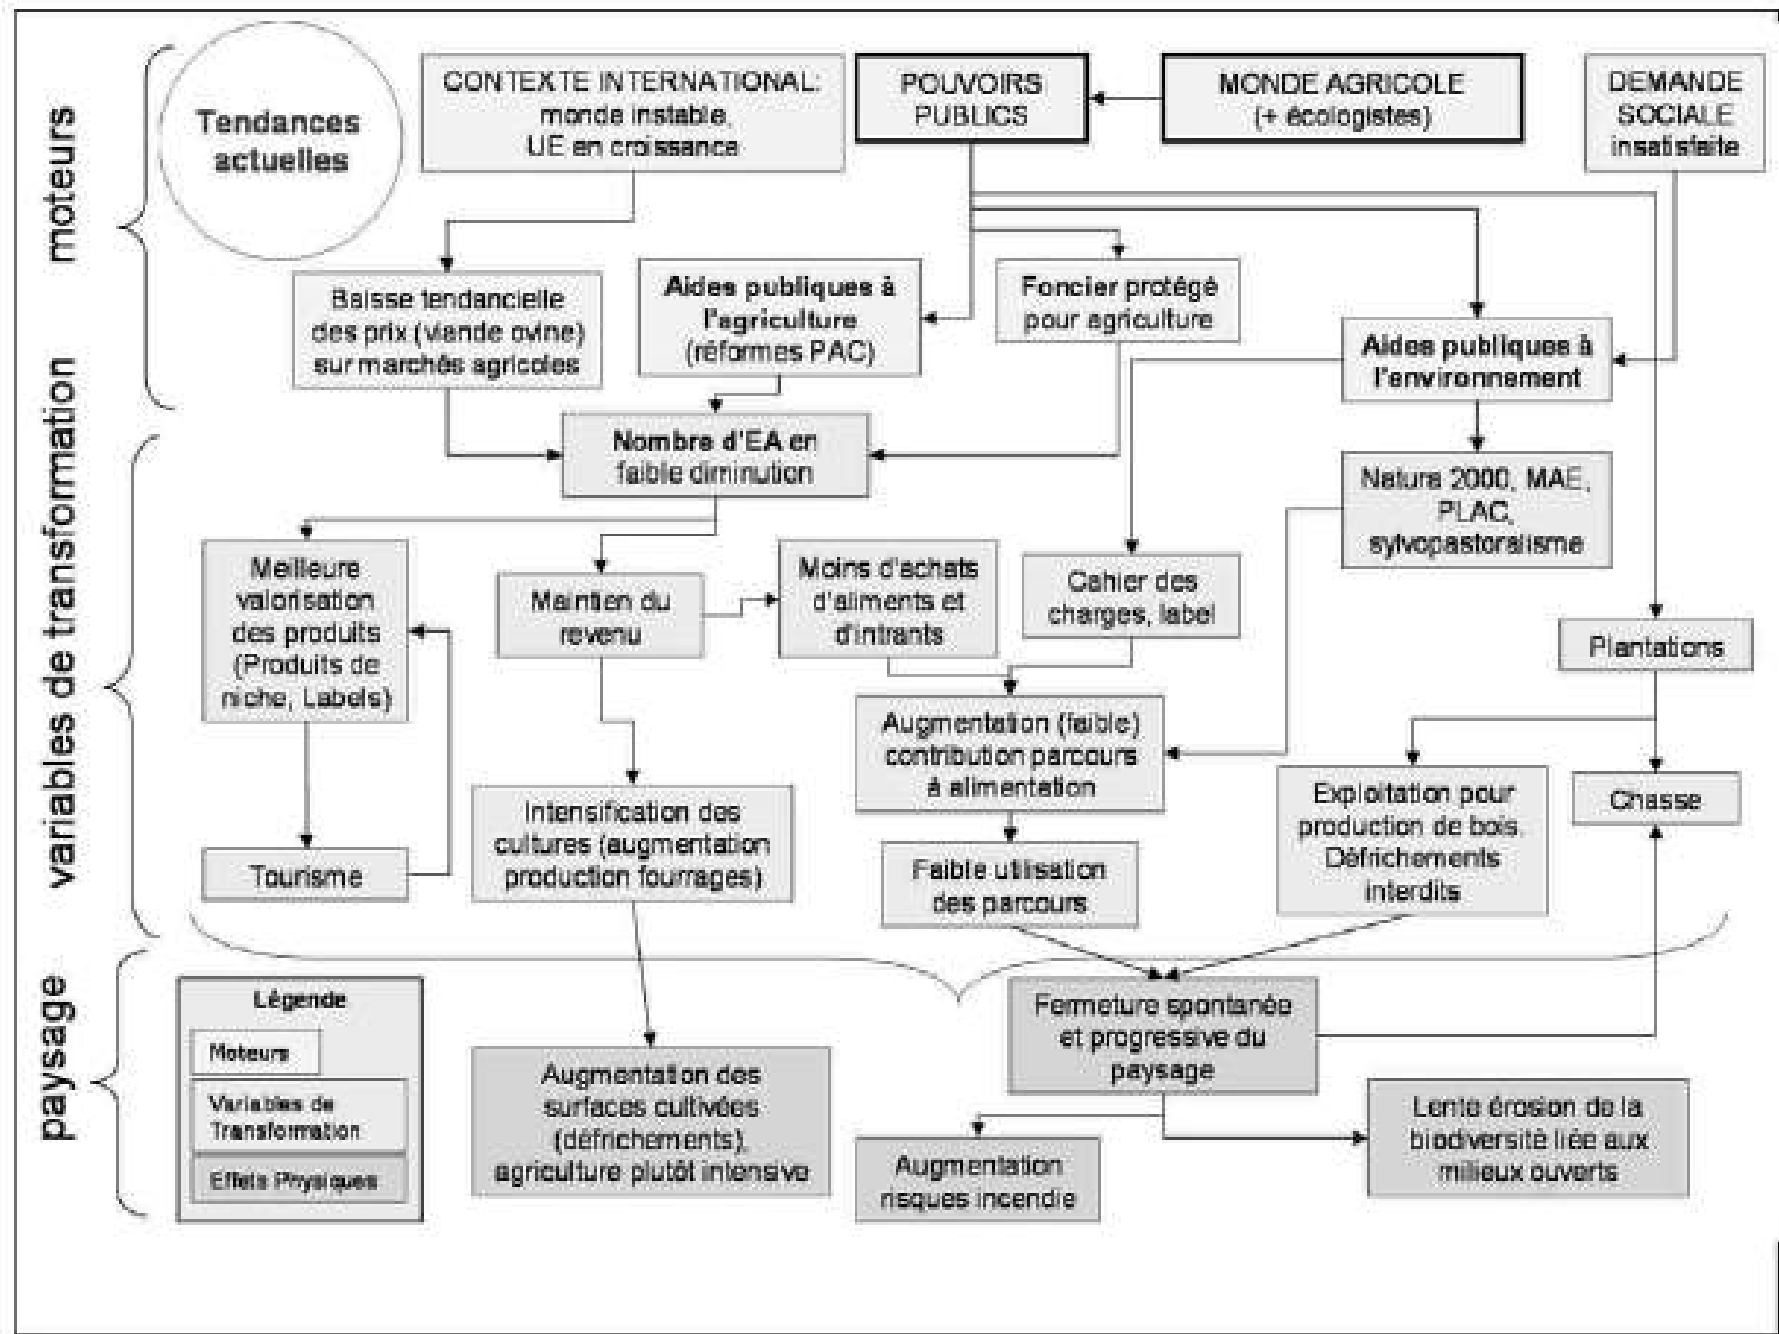 moteurs
variables de transformation
paysage
Tendances
actuelles
CONTEXTE INTERNATIONAL:
monde instable,
UE en croissance
POUVOIRS
PUBLICS
MONDE AGRICOLE
(+ écologistes)
DEMANDE
SOCIALE
insatisfaite
Baisse tendancielle
des prix (viande ovine)
sur marchés agricoles
Aides publiques à
l'agriculture
(réformes PAC)
Foncier protégé
pour agriculture
Aides publiques à
l'environnement
Nombre d'EA en
faible diminution
Natura 2000, MAE,
PLAC,
sylvopastoralisme
Meilleure
valorisation
des produits
(Produits de
niche, Labels)
Maintien du
revenu
Moins d'achats
d'aliments et
d'intrants
Cahier des
charges, label
Plantations
Augmentation (faible)
contribution parcours
à alimentation
Intensification des
cultures (augmentation
production fourrages)
Exploitation pour
production de bois.
Défrichements
interdits
Chasse
Tourisme
Faible utilisation
des parcours
Légende
Moteurs
Variables de
Transformation
Effets Physiques
Fermeture spontanée
et progressive du
paysage
Augmentation des
surfaces cultivées
(défrichements),
agriculture plutôt intensive
Augmentation
risques incendie
Lente érosion de la
biodiversité liée aux
milieux ouverts